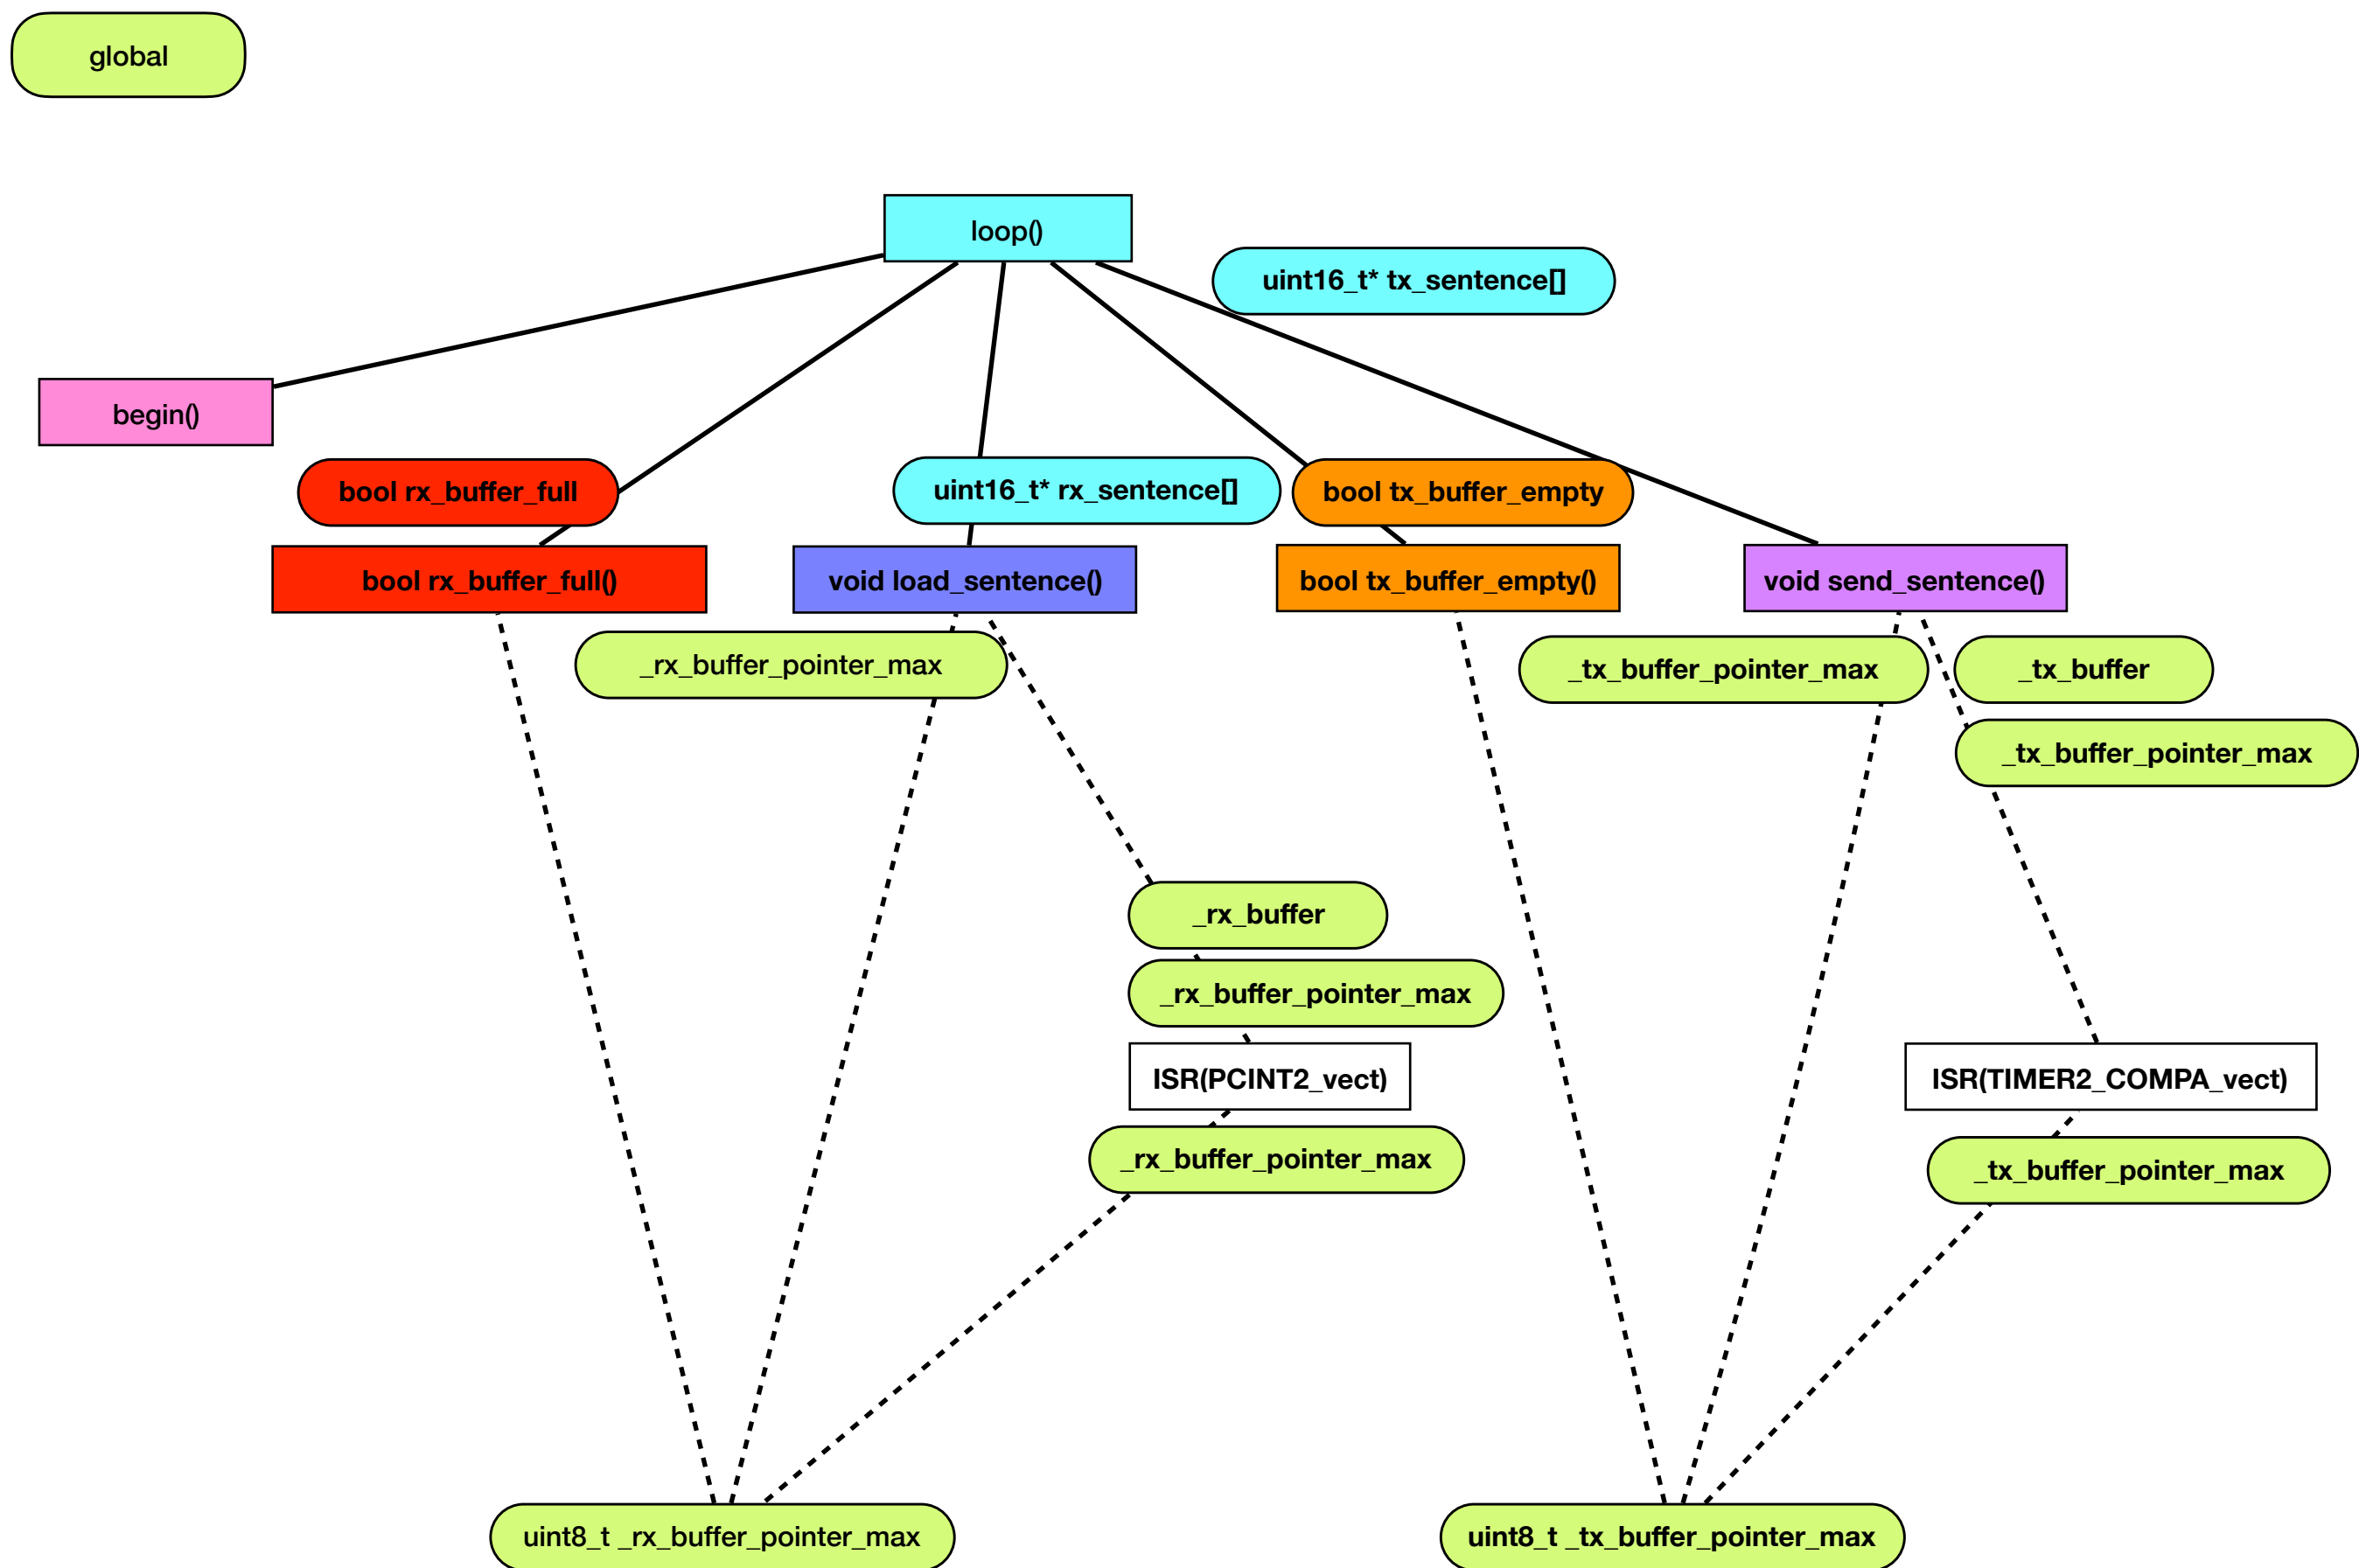 global
loop()
uint16_t* tx_sentence[]
begin()
bool rx_buffer_full
uint16_t* rx_sentence[]
bool tx_buffer_empty
bool rx_buffer_full()
void load_sentence()
bool tx_buffer_empty()
void send_sentence()
_rx_buffer_pointer_max
_tx_buffer_pointer_max
_tx_buffer
_tx_buffer_pointer_max
_rx_buffer
_rx_buffer_pointer_max
ISR(PCINT2_vect)
ISR(TIMER2_COMPA_vect)
_rx_buffer_pointer_max
_tx_buffer_pointer_max
uint8_t _rx_buffer_pointer_max
uint8_t _tx_buffer_pointer_max